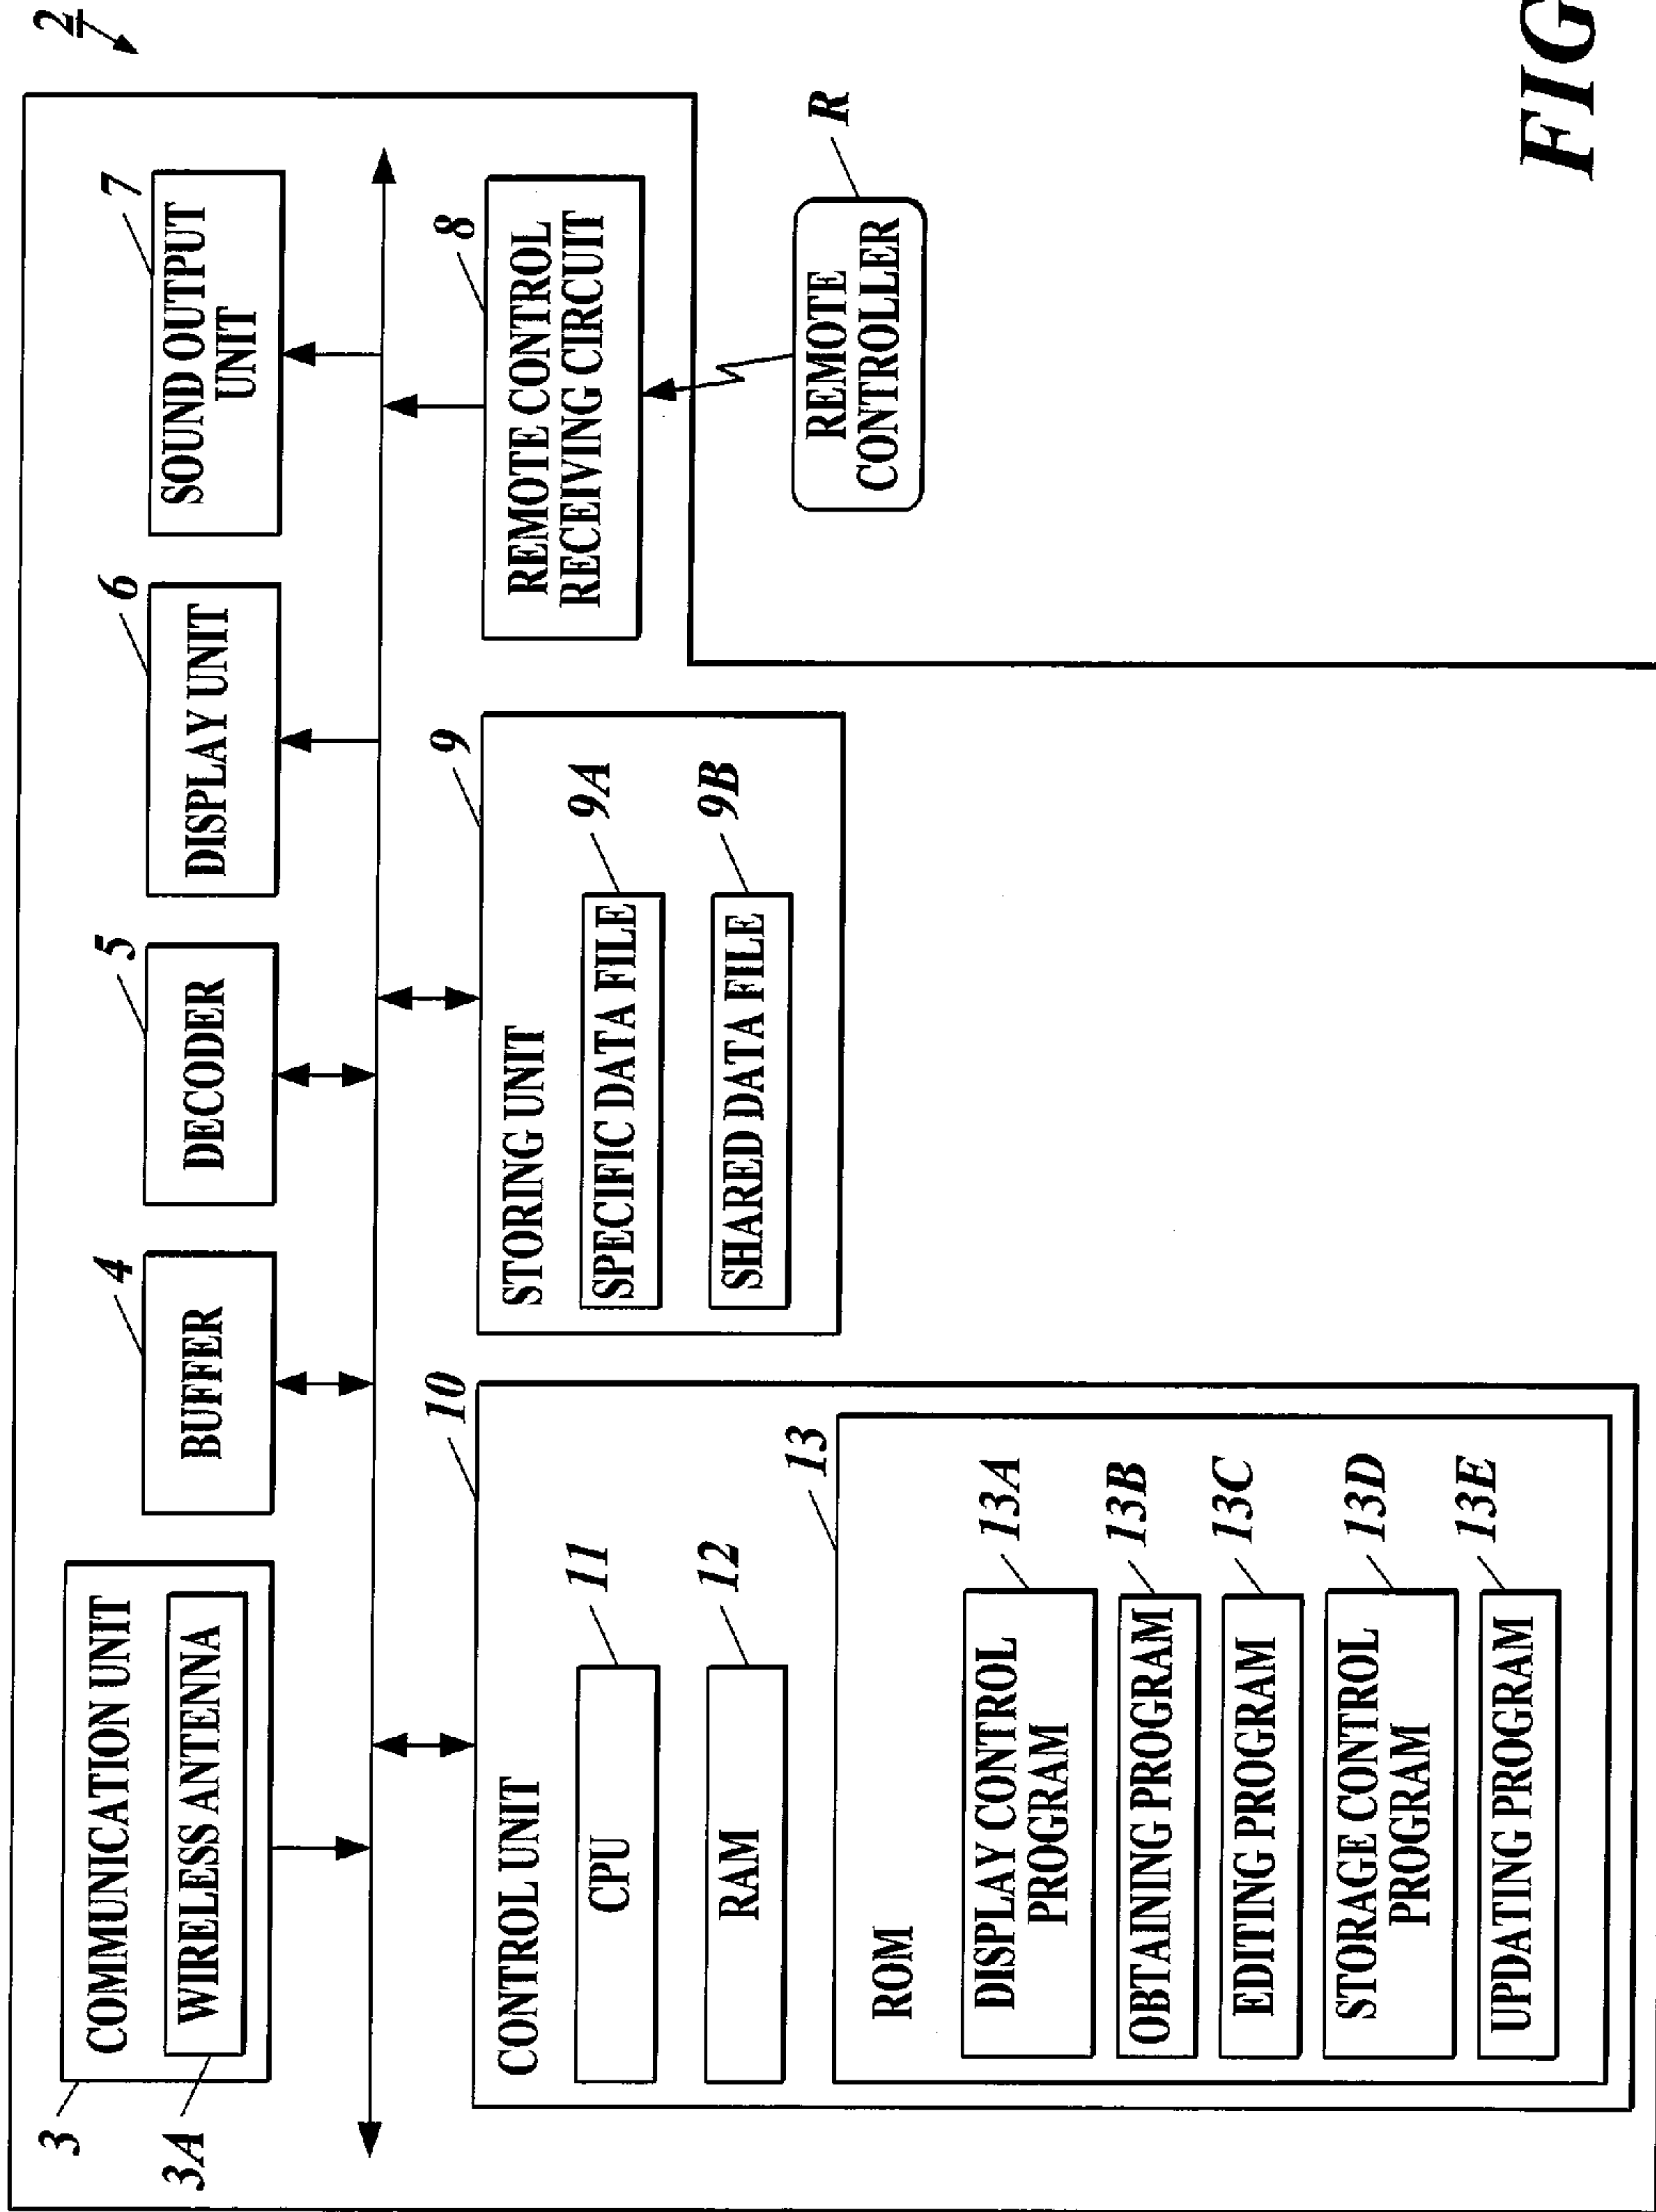 2
3
COMMUNICATION UNIT
3A
WIRELESS ANTENNA
4
BUFFER
5
DECODER
6
DISPLAY UNIT
7
SOUND OUTPUT
UNIT
10
CONTROL UNIT
11
CPU
12
RAM
13
ROM
13A
DISPLAY CONTROL
PROGRAM
13B
OBTAINING PROGRAM
13C
EDITING PROGRAM
13D
STORAGE CONTROL
PROGRAM
13E
UPDATING PROGRAM
9
STORING UNIT
9A
SPECIFIC DATA FILE
9B
SHARED DATA FILE
8
REMOTE CONTROL
RECEIVING CIRCUIT
R
REMOTE
CONTROLLER
FIG